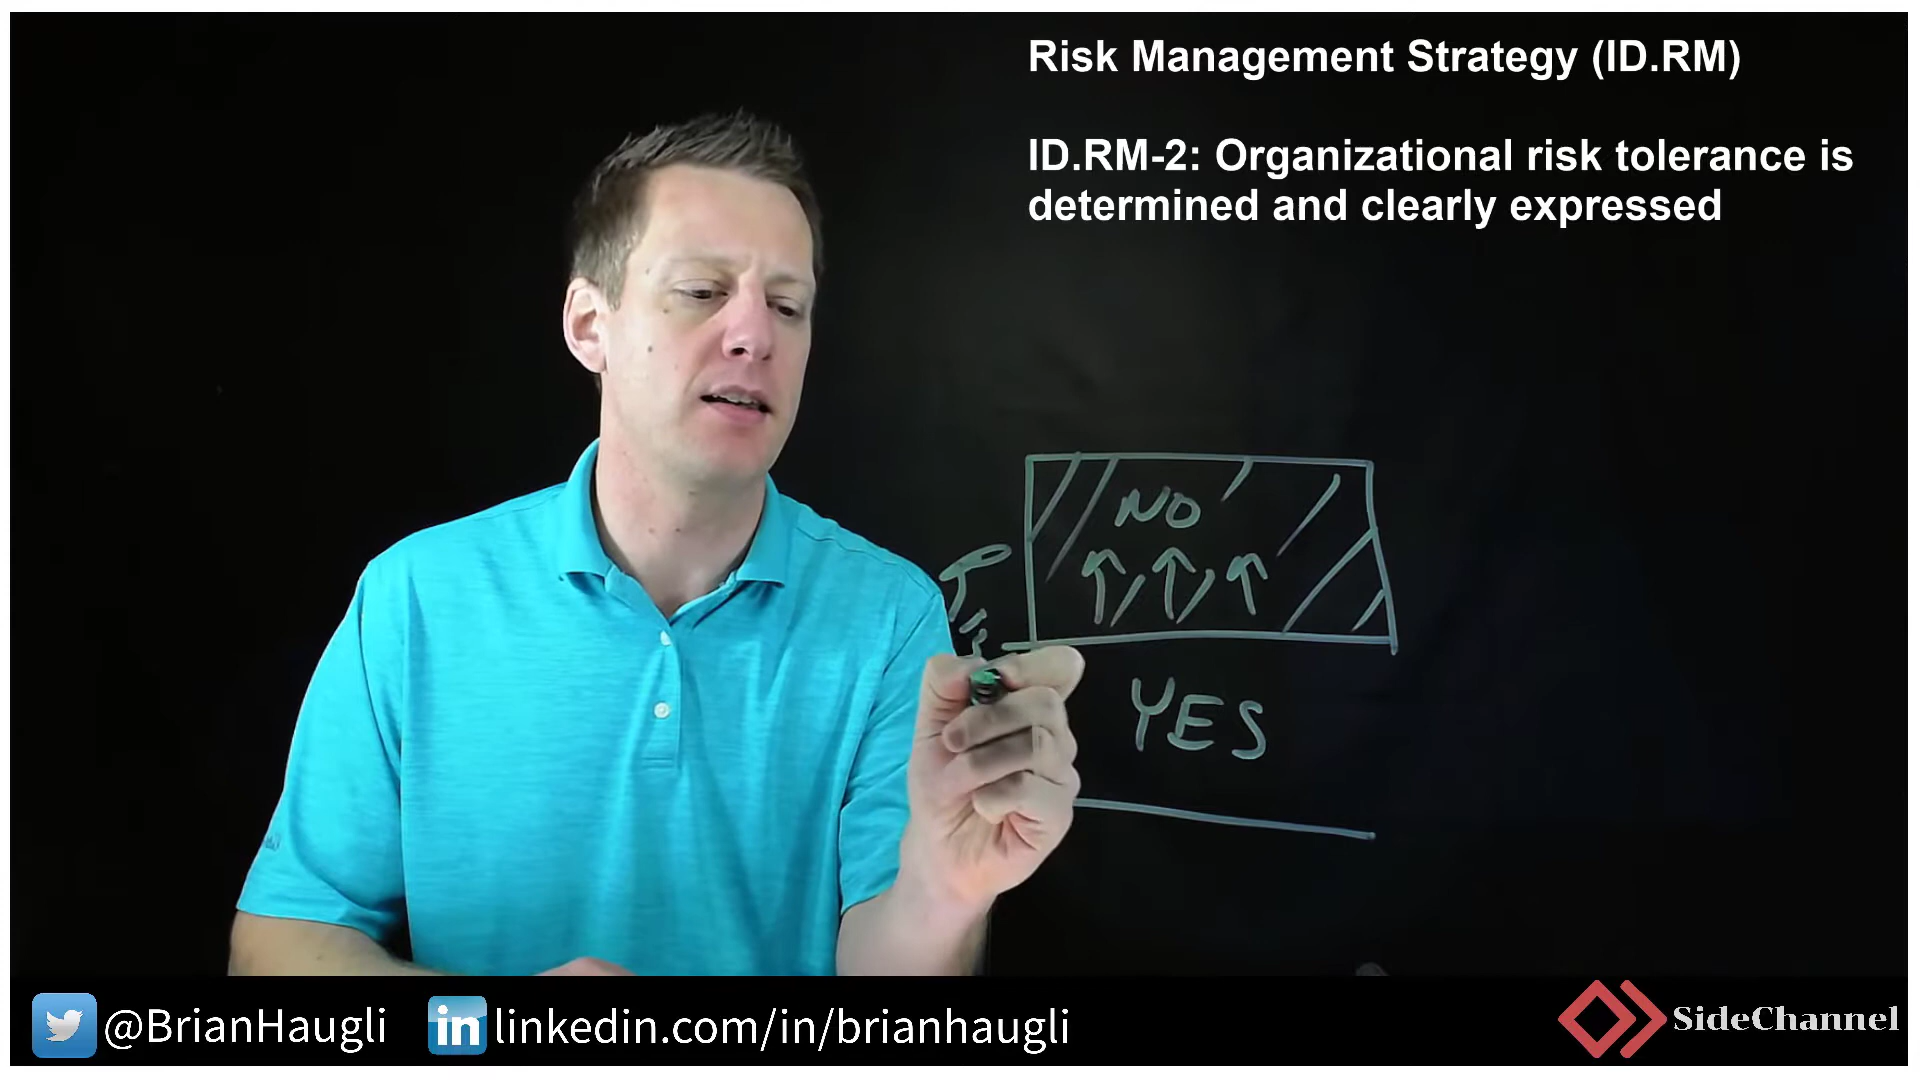 Risk Management Strategy (ID.RM)
ID.RM-2: Organizational risk tolerance is
determined and clearly expressed
NO
YES
@BrianHaugli
linkedin.com/in/brianhaugli
SideChannel